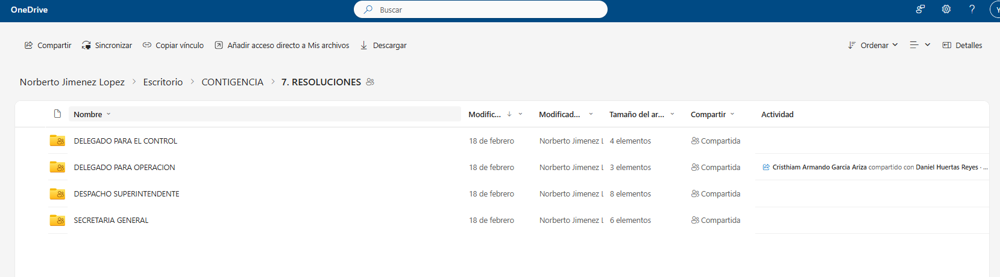 OneDrive
Buscar
Y
Compartir Sincronizar Copiar vínculo Añadir acceso directo a Mis archivos Descargar Ordenar Detalles
Norberto Jimenez Lopez > Escritorio > CONTIGENCIA > 7. RESOLUCIONES
Nombre Modific... Modificad... Tamaño del ar... Compartir Actividad
DELEGADO PARA EL CONTROL 18 de febrero Norberto Jimenez L 4 elementos Compartida
DELEGADO PARA OPERACION 18 de febrero Norberto Jimenez L 3 elementos Compartida Cristhiam Armando Garcia Ariza compartido con Daniel Huertas Reyes · ...
DESPACHO SUPERINTENDENTE 18 de febrero Norberto Jimenez L 8 elementos Compartida
SECRETARIA GENERAL 18 de febrero Norberto Jimenez L 6 elementos Compartida